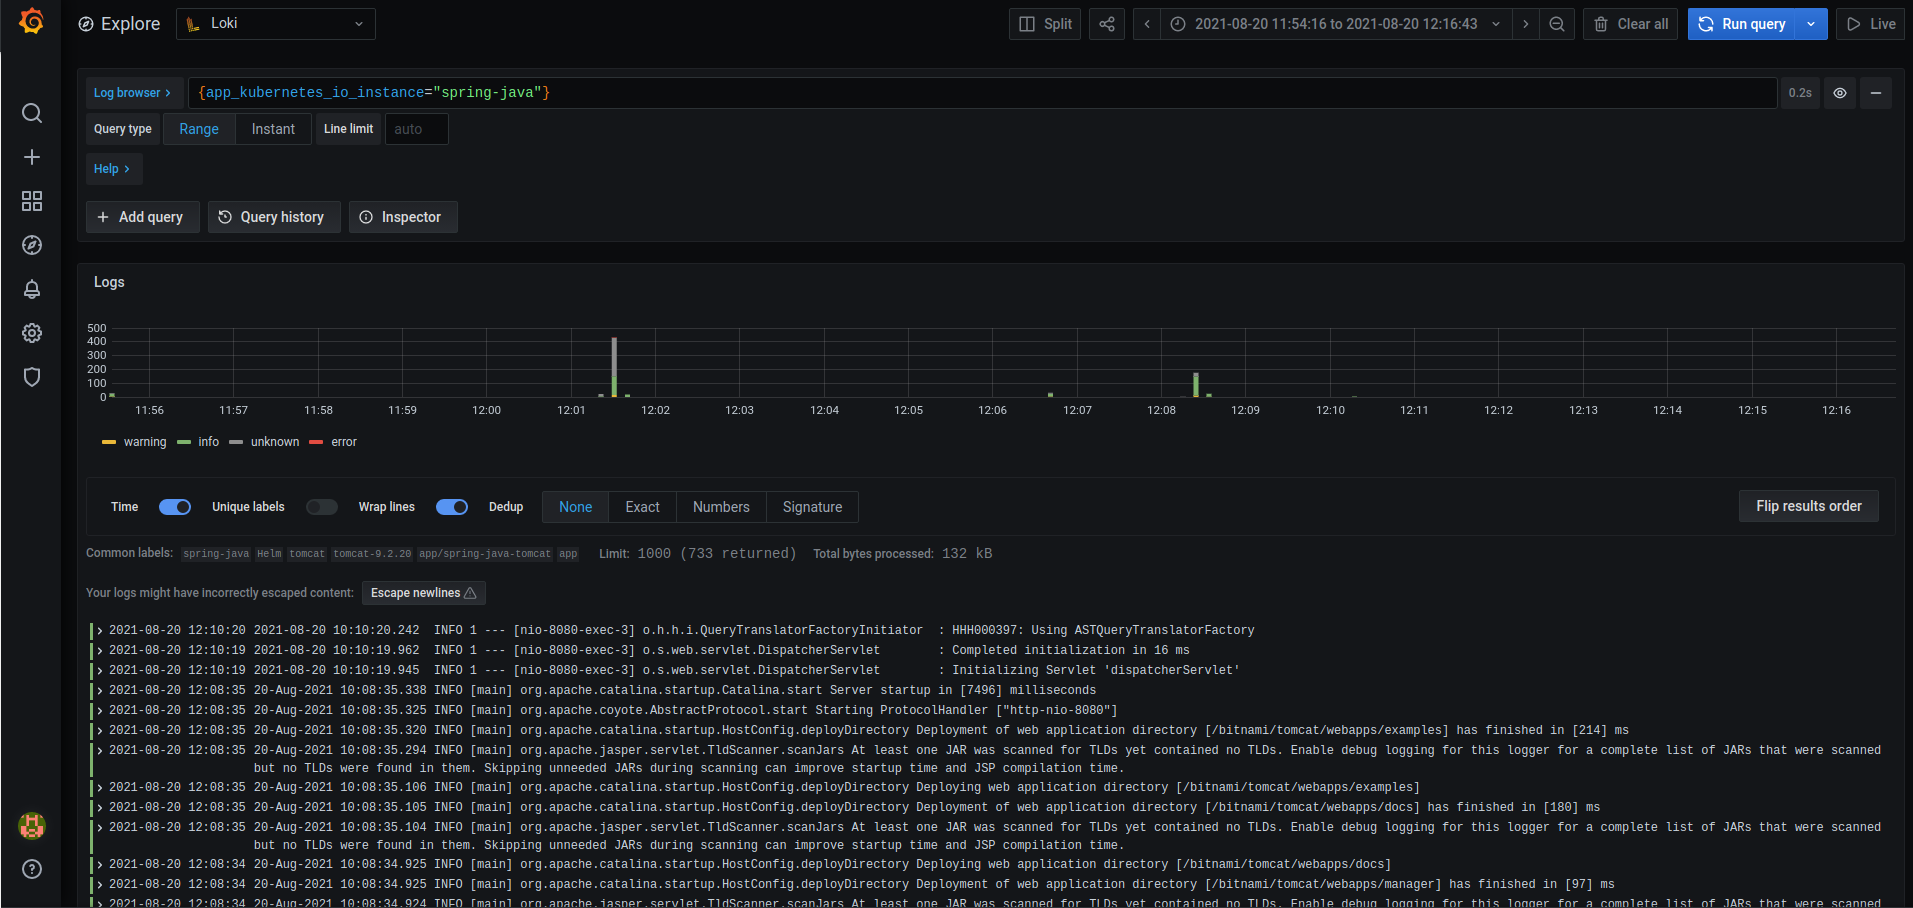 Explore Loki Split 2021-08-20 11:54:16 to 2021-08-20 12:16:43 Clear all Run query Live
Log browser > {app_kubernetes_io_instance="spring-java"} 0.2s
Query type Range Instant Line limit auto
Help >
+ Add query Query history Inspector
Logs
500
400
300
200
100
0
11:56 11:57 11:58 11:59 12:00 12:01 12:02 12:03 12:04 12:05 12:06 12:07 12:08 12:09 12:10 12:11 12:12 12:13 12:14 12:15 12:16
warning info unknown error
Time Unique labels Wrap lines Dedup None Exact Numbers Signature Flip results order
Common labels: spring-java Helm tomcat tomcat-9.2.20 app/spring-java-tomcat app Limit: 1000 (733 returned) Total bytes processed: 132 kB
Your logs might have incorrectly escaped content: Escape newlines
> 2021-08-20 12:10:20 2021-08-20 10:10:20.242 INFO 1 --- [nio-8080-exec-3] o.h.h.i.QueryTranslatorFactoryInitiator : HHH000397: Using ASTQueryTranslatorFactory
> 2021-08-20 12:10:19 2021-08-20 10:10:19.962 INFO 1 --- [nio-8080-exec-3] o.s.web.servlet.DispatcherServlet : Completed initialization in 16 ms
> 2021-08-20 12:10:19 2021-08-20 10:10:19.945 INFO 1 --- [nio-8080-exec-3] o.s.web.servlet.DispatcherServlet : Initializing Servlet 'dispatcherServlet'
> 2021-08-20 12:08:35 20-Aug-2021 10:08:35.338 INFO [main] org.apache.catalina.startup.Catalina.start Server startup in [7496] milliseconds
> 2021-08-20 12:08:35 20-Aug-2021 10:08:35.325 INFO [main] org.apache.coyote.AbstractProtocol.start Starting ProtocolHandler ["http-nio-8080"]
> 2021-08-20 12:08:35 20-Aug-2021 10:08:35.320 INFO [main] org.apache.catalina.startup.HostConfig.deployDirectory Deployment of web application directory [/bitnami/tomcat/webapps/examples] has finished in [214] ms
> 2021-08-20 12:08:35 20-Aug-2021 10:08:35.294 INFO [main] org.apache.jasper.servlet.TldScanner.scanJars At least one JAR was scanned for TLDs yet contained no TLDs. Enable debug logging for this logger for a complete list of JARs that were scanned
but no TLDs were found in them. Skipping unneeded JARs during scanning can improve startup time and JSP compilation time.
> 2021-08-20 12:08:35 20-Aug-2021 10:08:35.106 INFO [main] org.apache.catalina.startup.HostConfig.deployDirectory Deploying web application directory [/bitnami/tomcat/webapps/examples]
> 2021-08-20 12:08:35 20-Aug-2021 10:08:35.105 INFO [main] org.apache.catalina.startup.HostConfig.deployDirectory Deployment of web application directory [/bitnami/tomcat/webapps/docs] has finished in [180] ms
> 2021-08-20 12:08:35 20-Aug-2021 10:08:35.104 INFO [main] org.apache.jasper.servlet.TldScanner.scanJars At least one JAR was scanned for TLDs yet contained no TLDs. Enable debug logging for this logger for a complete list of JARs that were scanned
but no TLDs were found in them. Skipping unneeded JARs during scanning can improve startup time and JSP compilation time.
> 2021-08-20 12:08:34 20-Aug-2021 10:08:34.925 INFO [main] org.apache.catalina.startup.HostConfig.deployDirectory Deploying web application directory [/bitnami/tomcat/webapps/docs]
> 2021-08-20 12:08:34 20-Aug-2021 10:08:34.925 INFO [main] org.apache.catalina.startup.HostConfig.deployDirectory Deployment of web application directory [/bitnami/tomcat/webapps/manager] has finished in [97] ms
> 2021-08-20 12:08:34 20-Aug-2021 10:08:34.924 INFO [main] org.apache.jasper.servlet.TldScanner.scanJars At least one JAR was scanned for TLDs yet contained no TLDs. Enable debug logging for this logger for a complete list of JARs that were scanned